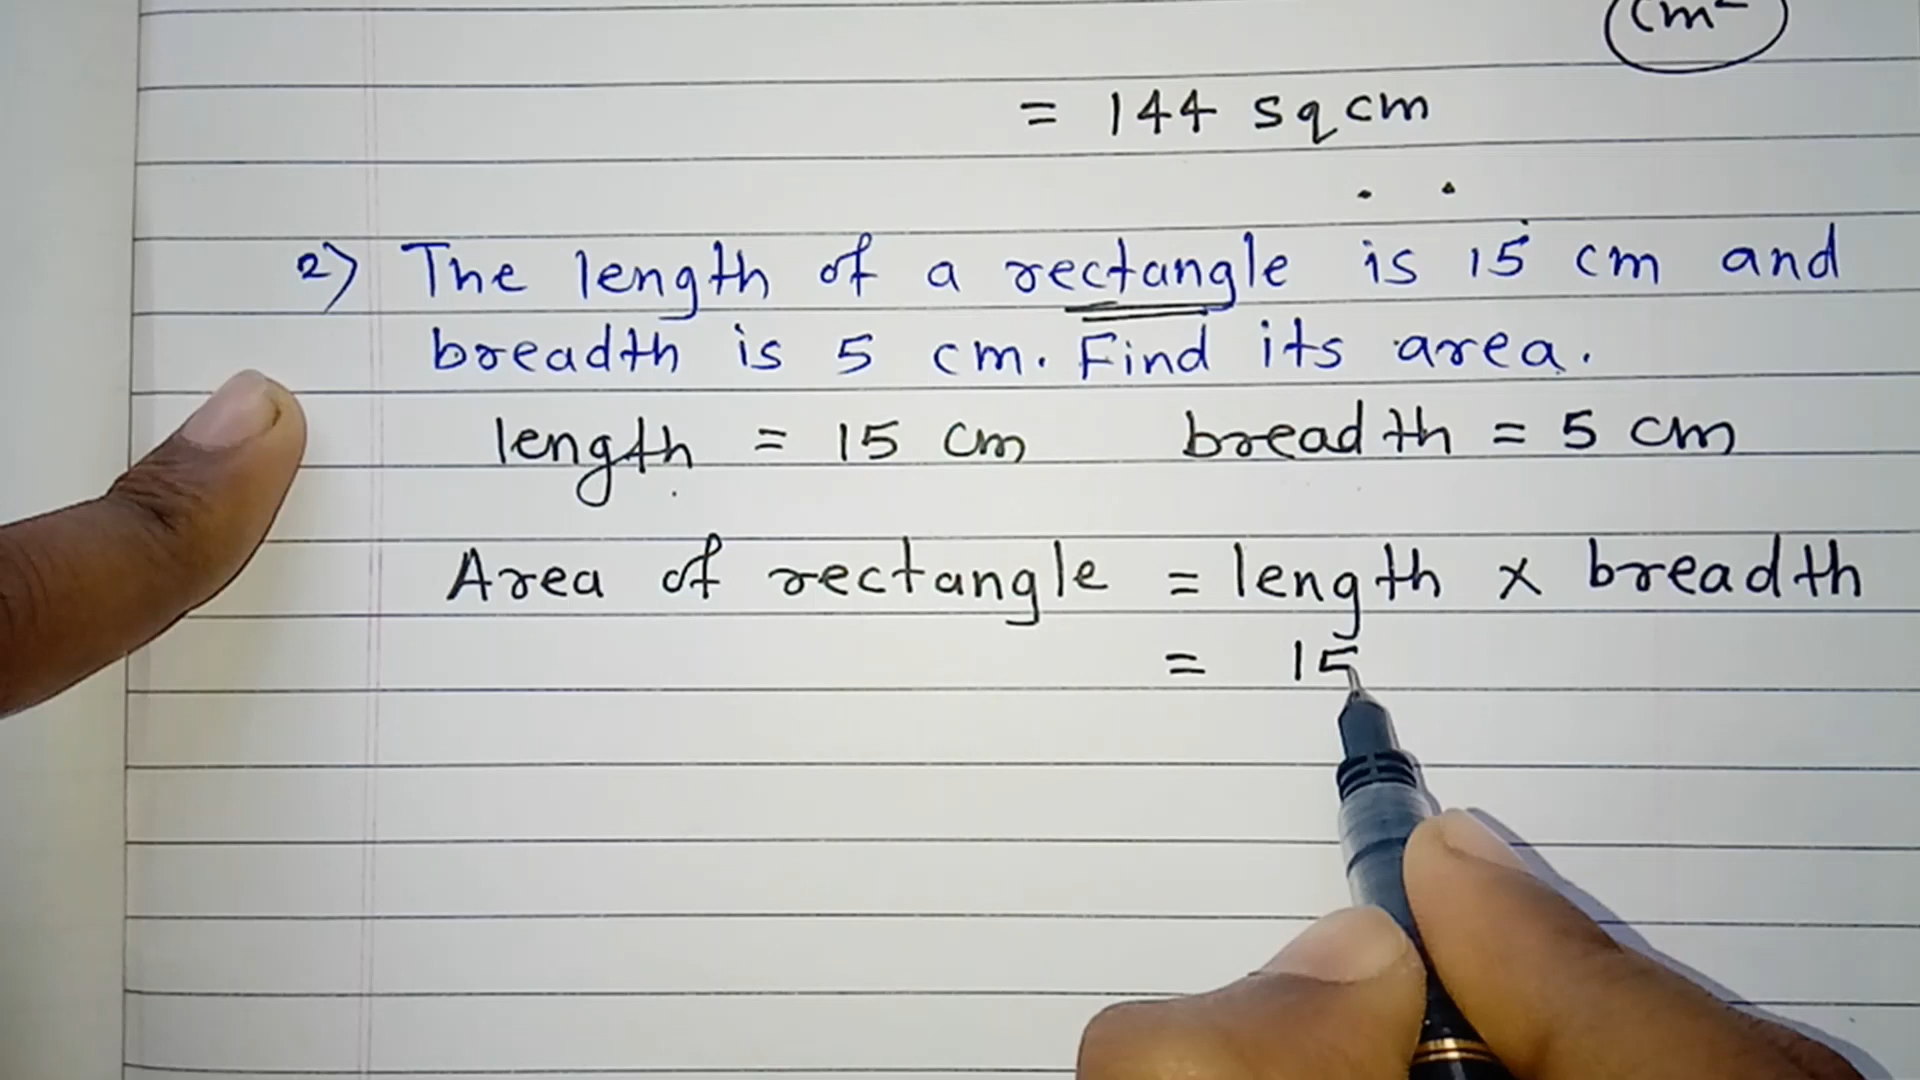 cm²
= 144 sq cm
2) The length of a rectangle is 15 cm and
breadth is 5 cm. Find its area.
length = 15 cm breadth = 5 cm
Area of rectangle = length × breadth
= 15